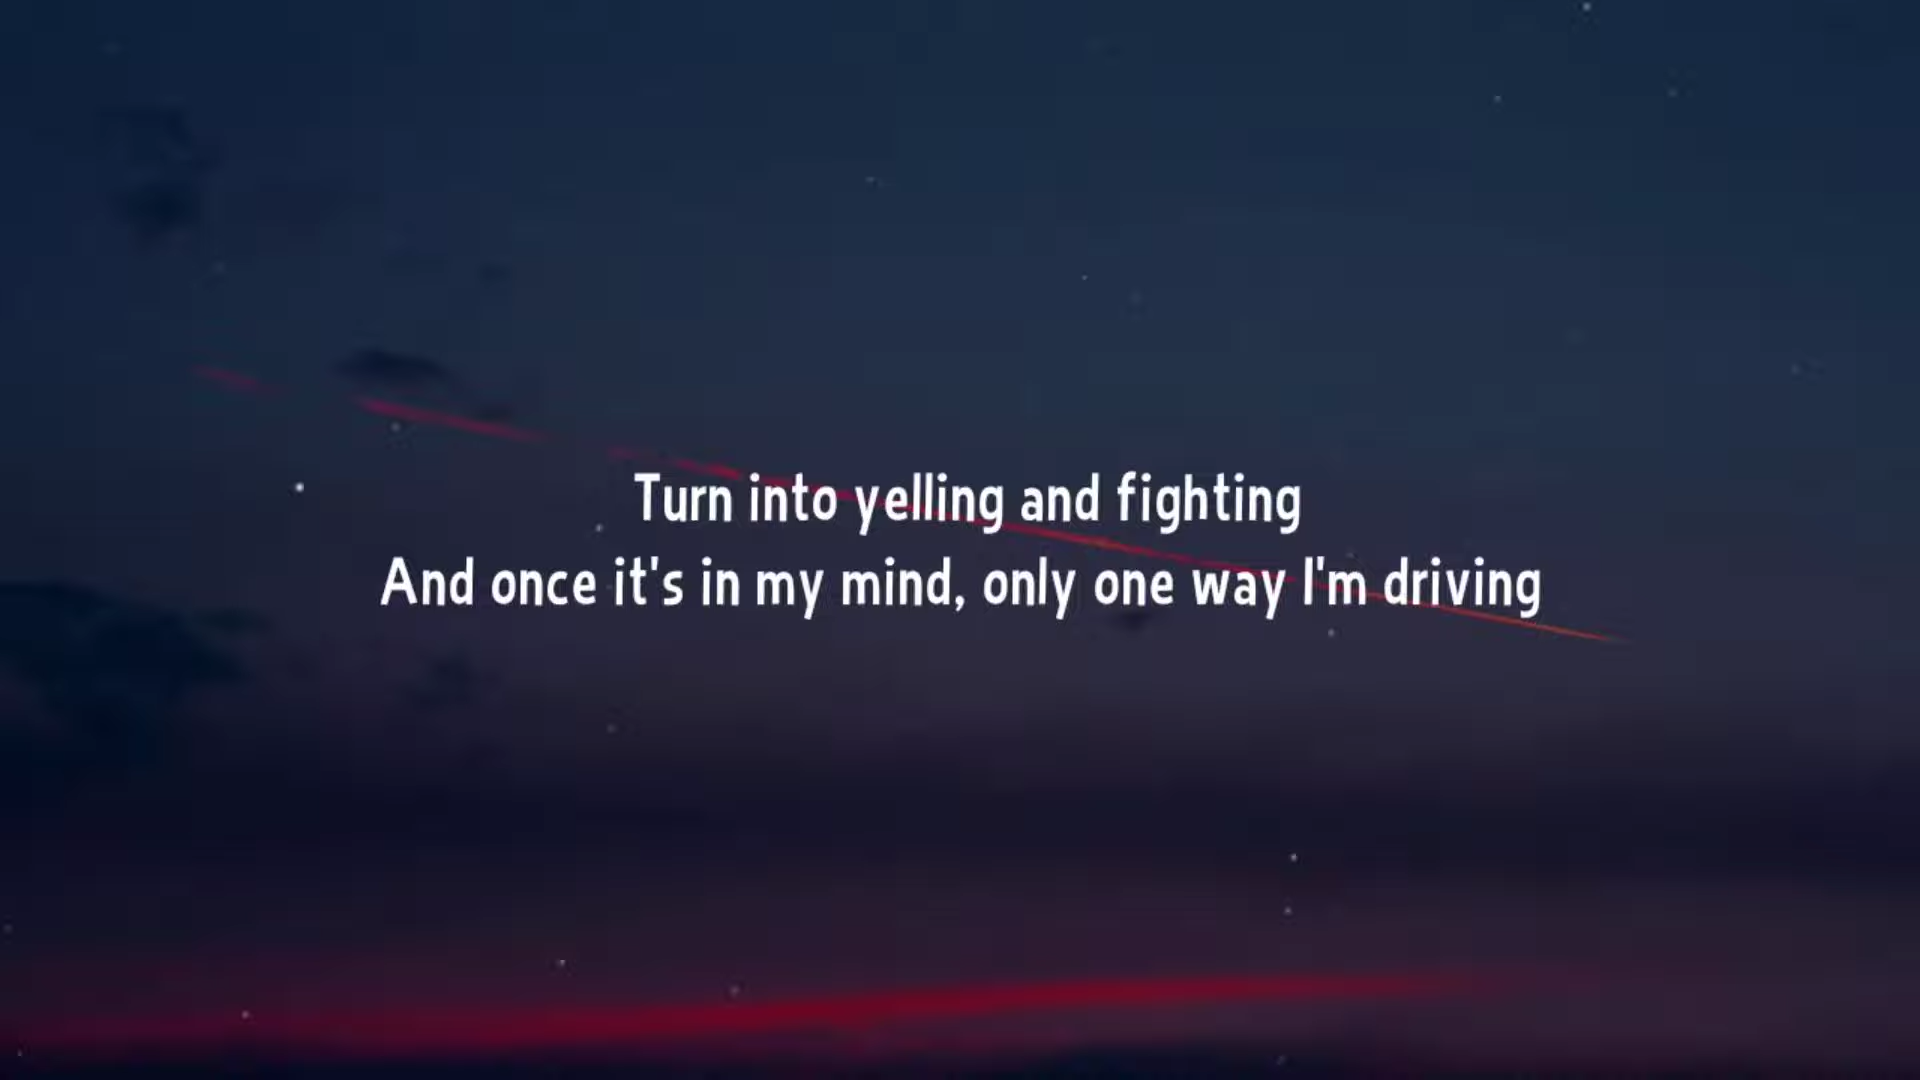 Turn into yelling and fighting
And once it's in my mind, only one way I'm driving